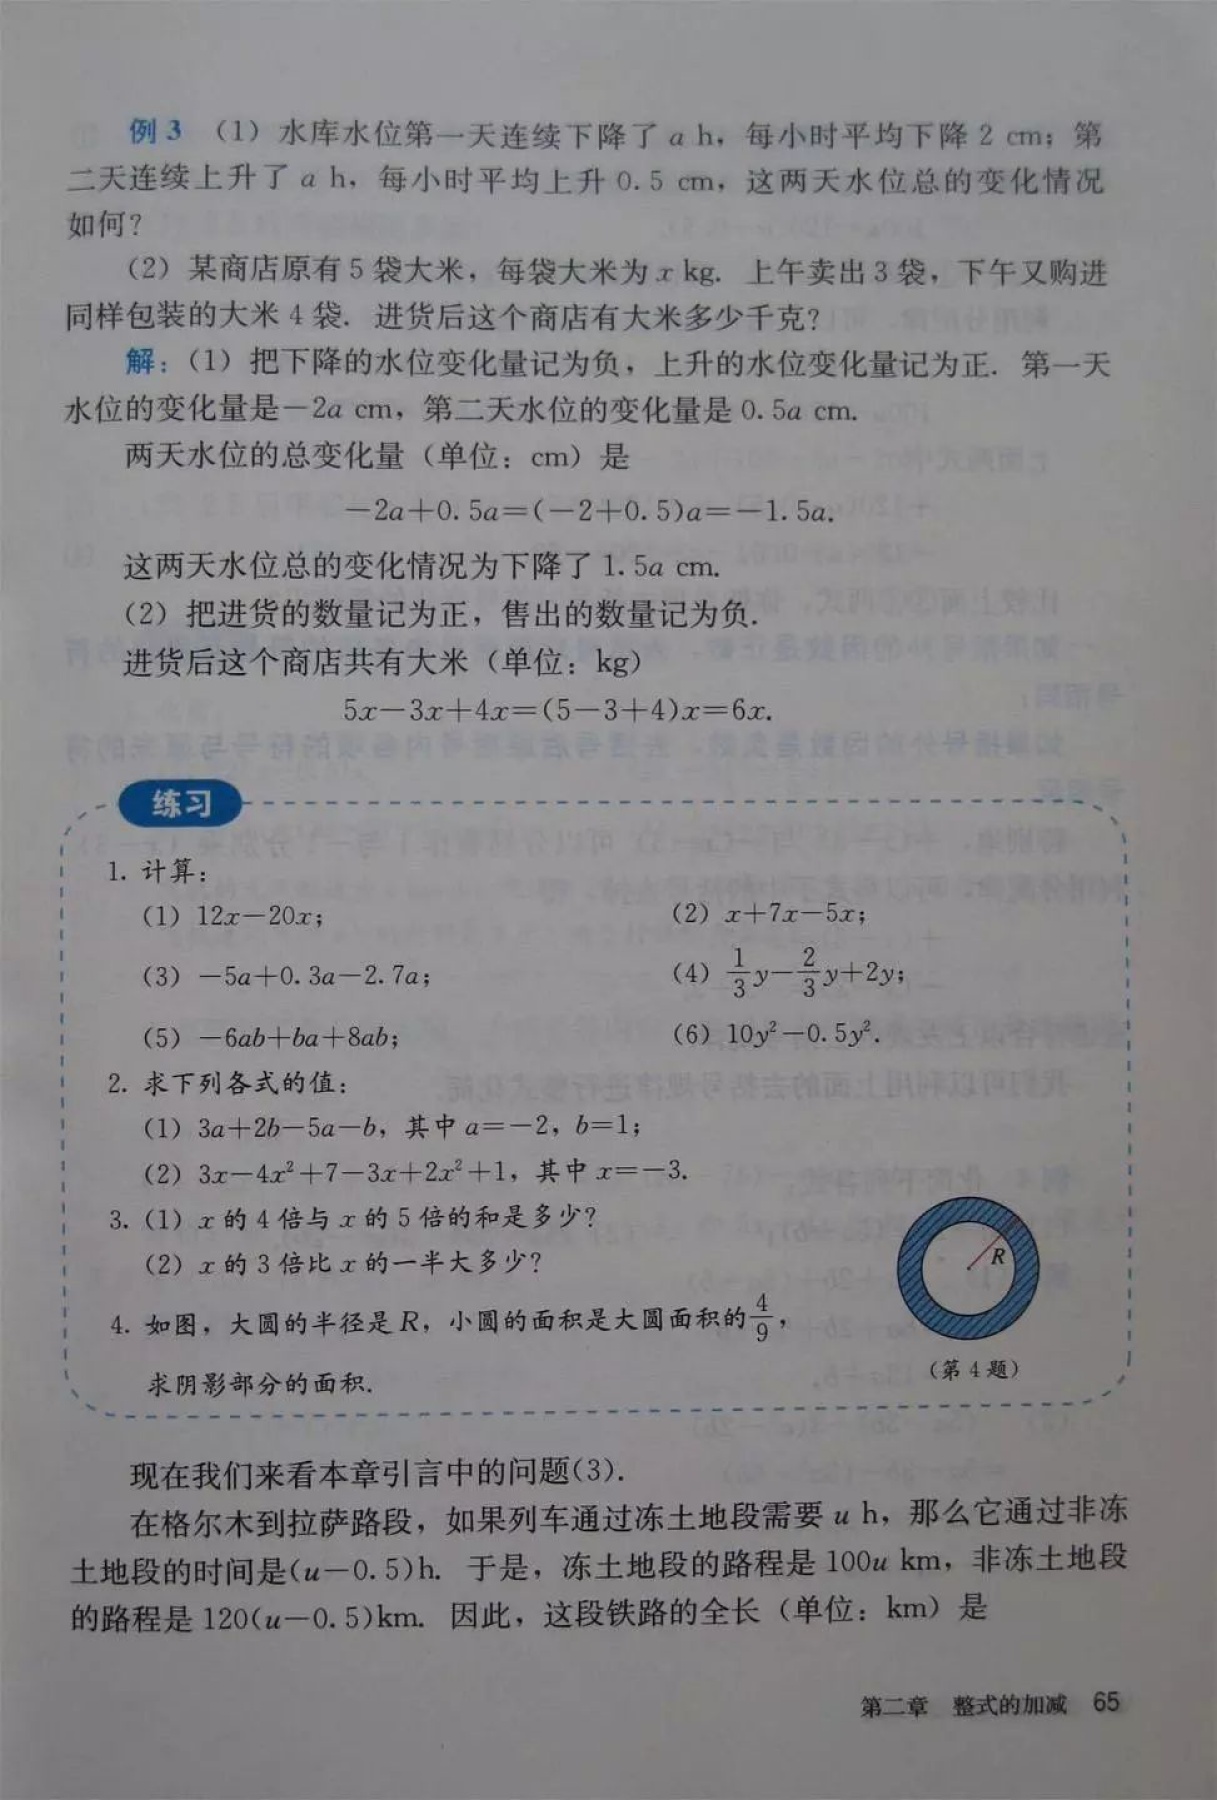 例 3 （1）水库水位第一天连续下降了 a h，每小时平均下降 2 cm；第
二天连续上升了 a h，每小时平均上升 0.5 cm，这两天水位总的变化情况
如何？
（2）某商店原有 5 袋大米，每袋大米为 x kg. 上午卖出 3 袋，下午又购进
同样包装的大米 4 袋. 进货后这个商店有大米多少千克？
解：（1）把下降的水位变化量记为负，上升的水位变化量记为正. 第一天
水位的变化量是－2a cm，第二天水位的变化量是 0.5a cm.
两天水位的总变化量（单位：cm）是
－2a＋0.5a＝(－2＋0.5)a＝－1.5a.
这两天水位总的变化情况为下降了 1.5a cm.
（2）把进货的数量记为正，售出的数量记为负.
进货后这个商店共有大米（单位：kg）
5x－3x＋4x＝(5－3＋4)x＝6x.
练习
1. 计算：
（1）12x－20x； （2）x＋7x－5x；
（3）－5a＋0.3a－2.7a； （4）1/3 y－2/3 y＋2y；
（5）－6ab＋ba＋8ab； （6）10y²－0.5y².
2. 求下列各式的值：
（1）3a＋2b－5a－b，其中 a＝－2，b＝1；
（2）3x－4x²＋7－3x＋2x²＋1，其中 x＝－3.
3.（1）x 的 4 倍与 x 的 5 倍的和是多少？
（2）x 的 3 倍比 x 的一半大多少？
R
4. 如图，大圆的半径是 R，小圆的面积是大圆面积的 4/9，
求阴影部分的面积.
（第 4 题）
现在我们来看本章引言中的问题(3).
在格尔木到拉萨路段，如果列车通过冻土地段需要 u h，那么它通过非冻
土地段的时间是(u－0.5)h. 于是，冻土地段的路程是 100u km，非冻土地段
的路程是 120(u－0.5)km. 因此，这段铁路的全长（单位：km）是
第二章 整式的加减 65